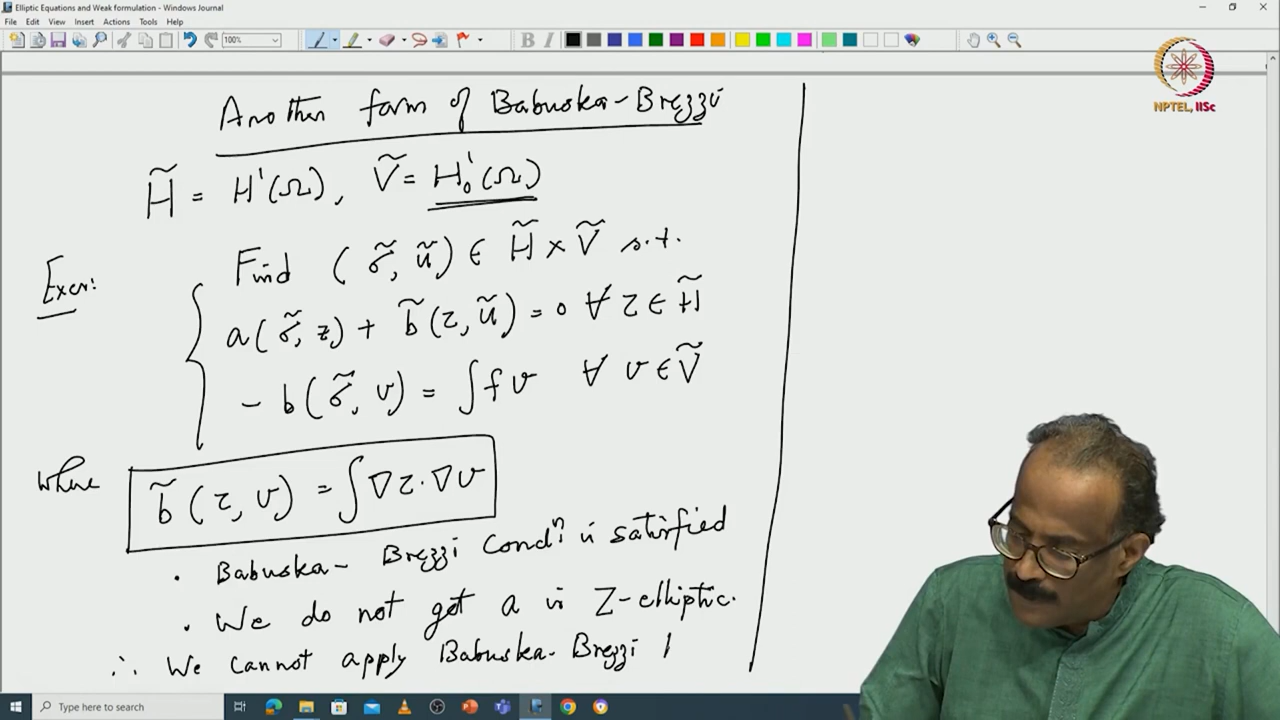 Elliptic Equations and Weak formulation - Windows Journal
File Edit View Insert Actions Tools Help
100%
NPTEL, IISc
Another form of Babuska-Brezzi
H̃ = H¹(Ω), Ṽ = H¹₀(Ω)
Exer: Find (σ̃, ũ) ∈ H̃ × Ṽ s.t.
a(σ̃, z) + b̃(τ, ũ) = 0 ∀ τ ∈ H̃
- b(σ̃, v) = ∫ f v ∀ v ∈ Ṽ
where b̃(τ, v) = ∫ ∇τ · ∇v
. Babuska- Brezzi Condⁿ is satisfied
. We do not get a is Z-elliptic.
∴ We cannot apply Babuska-Brezzi
Type here to search